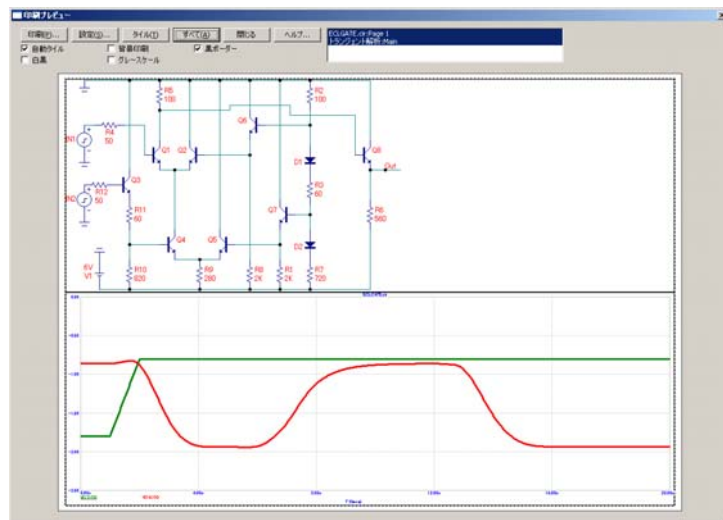 印刷プレビュー
印刷(P)... 設定(S)... タイル(T) すべて(A) 閉じる ヘルプ...
自動タイル 背景印刷 黒ボーダー
白黒 グレースケール
ECLGATE.cir:Page 1
トランジェント解析:Main
R5
100
R2
100
R4
50
IN1
Q1
Q2
Q6
Q8
Out
D1
Q3
R12
50
IN2
R3
60
R11
60
Q7
R6
560
Q4
Q5
D2
6V
V1
R10
820
R9
280
R8
2K
R1
2K
R7
720